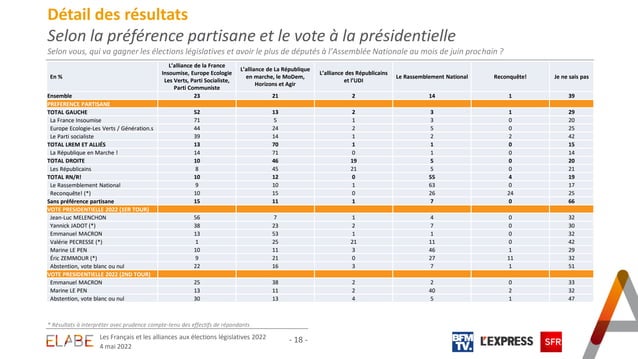 Détail des résultats
Selon la préférence partisane et le vote à la présidentielle
Selon vous, qui va gagner les élections législatives et avoir le plus de députés à l'Assemblée Nationale au mois de juin prochain ?
En % L'alliance de la France Insoumise, Europe Ecologie Les Verts, Parti Socialiste, Parti Communiste L'alliance de La République en marche, le MoDem, Horizons et Agir L'alliance des Républicains et l'UDI Le Rassemblement National Reconquête! Je ne sais pas
Ensemble 23 21 2 14 1 39
PREFERENCE PARTISANE
TOTAL GAUCHE 52 13 2 3 1 29
La France Insoumise 71 5 1 3 0 20
Europe Ecologie-Les Verts / Génération.s 44 24 2 5 0 25
Le Parti socialiste 39 14 1 2 2 42
TOTAL LREM ET ALLIÉS 13 70 1 1 0 15
La République en Marche ! 14 71 0 1 0 14
TOTAL DROITE 10 46 19 5 0 20
Les Républicains 8 45 21 5 0 21
TOTAL RN/R! 10 12 0 55 4 19
Le Rassemblement National 9 10 1 63 0 17
Reconquête! (*) 10 15 0 26 24 25
Sans préférence partisane 15 11 1 7 0 66
VOTE PRESIDENTIELLE 2022 (1ER TOUR)
Jean-Luc MELENCHON 56 7 1 4 0 32
Yannick JADOT (*) 38 23 2 7 0 30
Emmanuel MACRON 13 53 1 1 0 32
Valérie PECRESSE (*) 1 25 21 11 0 42
Marine LE PEN 10 11 3 46 1 29
Éric ZEMMOUR (*) 9 21 0 27 11 32
Abstention, vote blanc ou nul 22 16 3 7 1 51
VOTE PRESIDENTIELLE 2022 (2ND TOUR)
Emmanuel MACRON 25 38 2 2 0 33
Marine LE PEN 13 11 2 40 2 32
Abstention, vote blanc ou nul 30 13 4 5 1 47
* Résultats à interpréter avec prudence compte-tenu des effectifs de répondants
ELABE
Les Français et les alliances aux élections législatives 2022
4 mai 2022
- 18 -
BFM TV.
L'EXPRESS
SFR